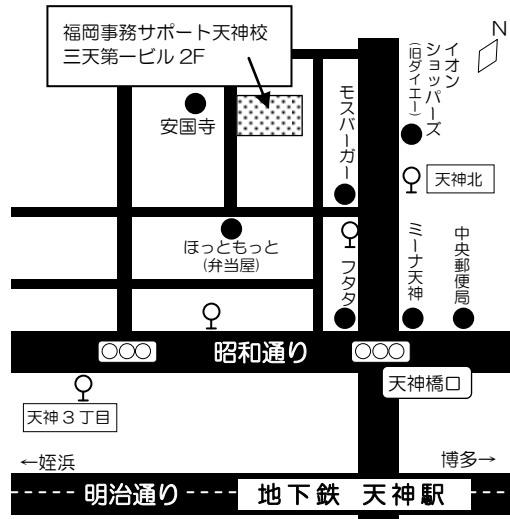 福岡事務サポート天神校
三天第一ビル 2F
N
イオン
ショッパーズ
(旧ダイエー)
モスバーガー
安国寺
天神北
ほっともっと
(弁当屋)
フタタ
ミーナ天神
中央郵便局
昭和通り
天神橋口
天神3丁目
←姪浜
博多→
明治通り
地下鉄 天神駅